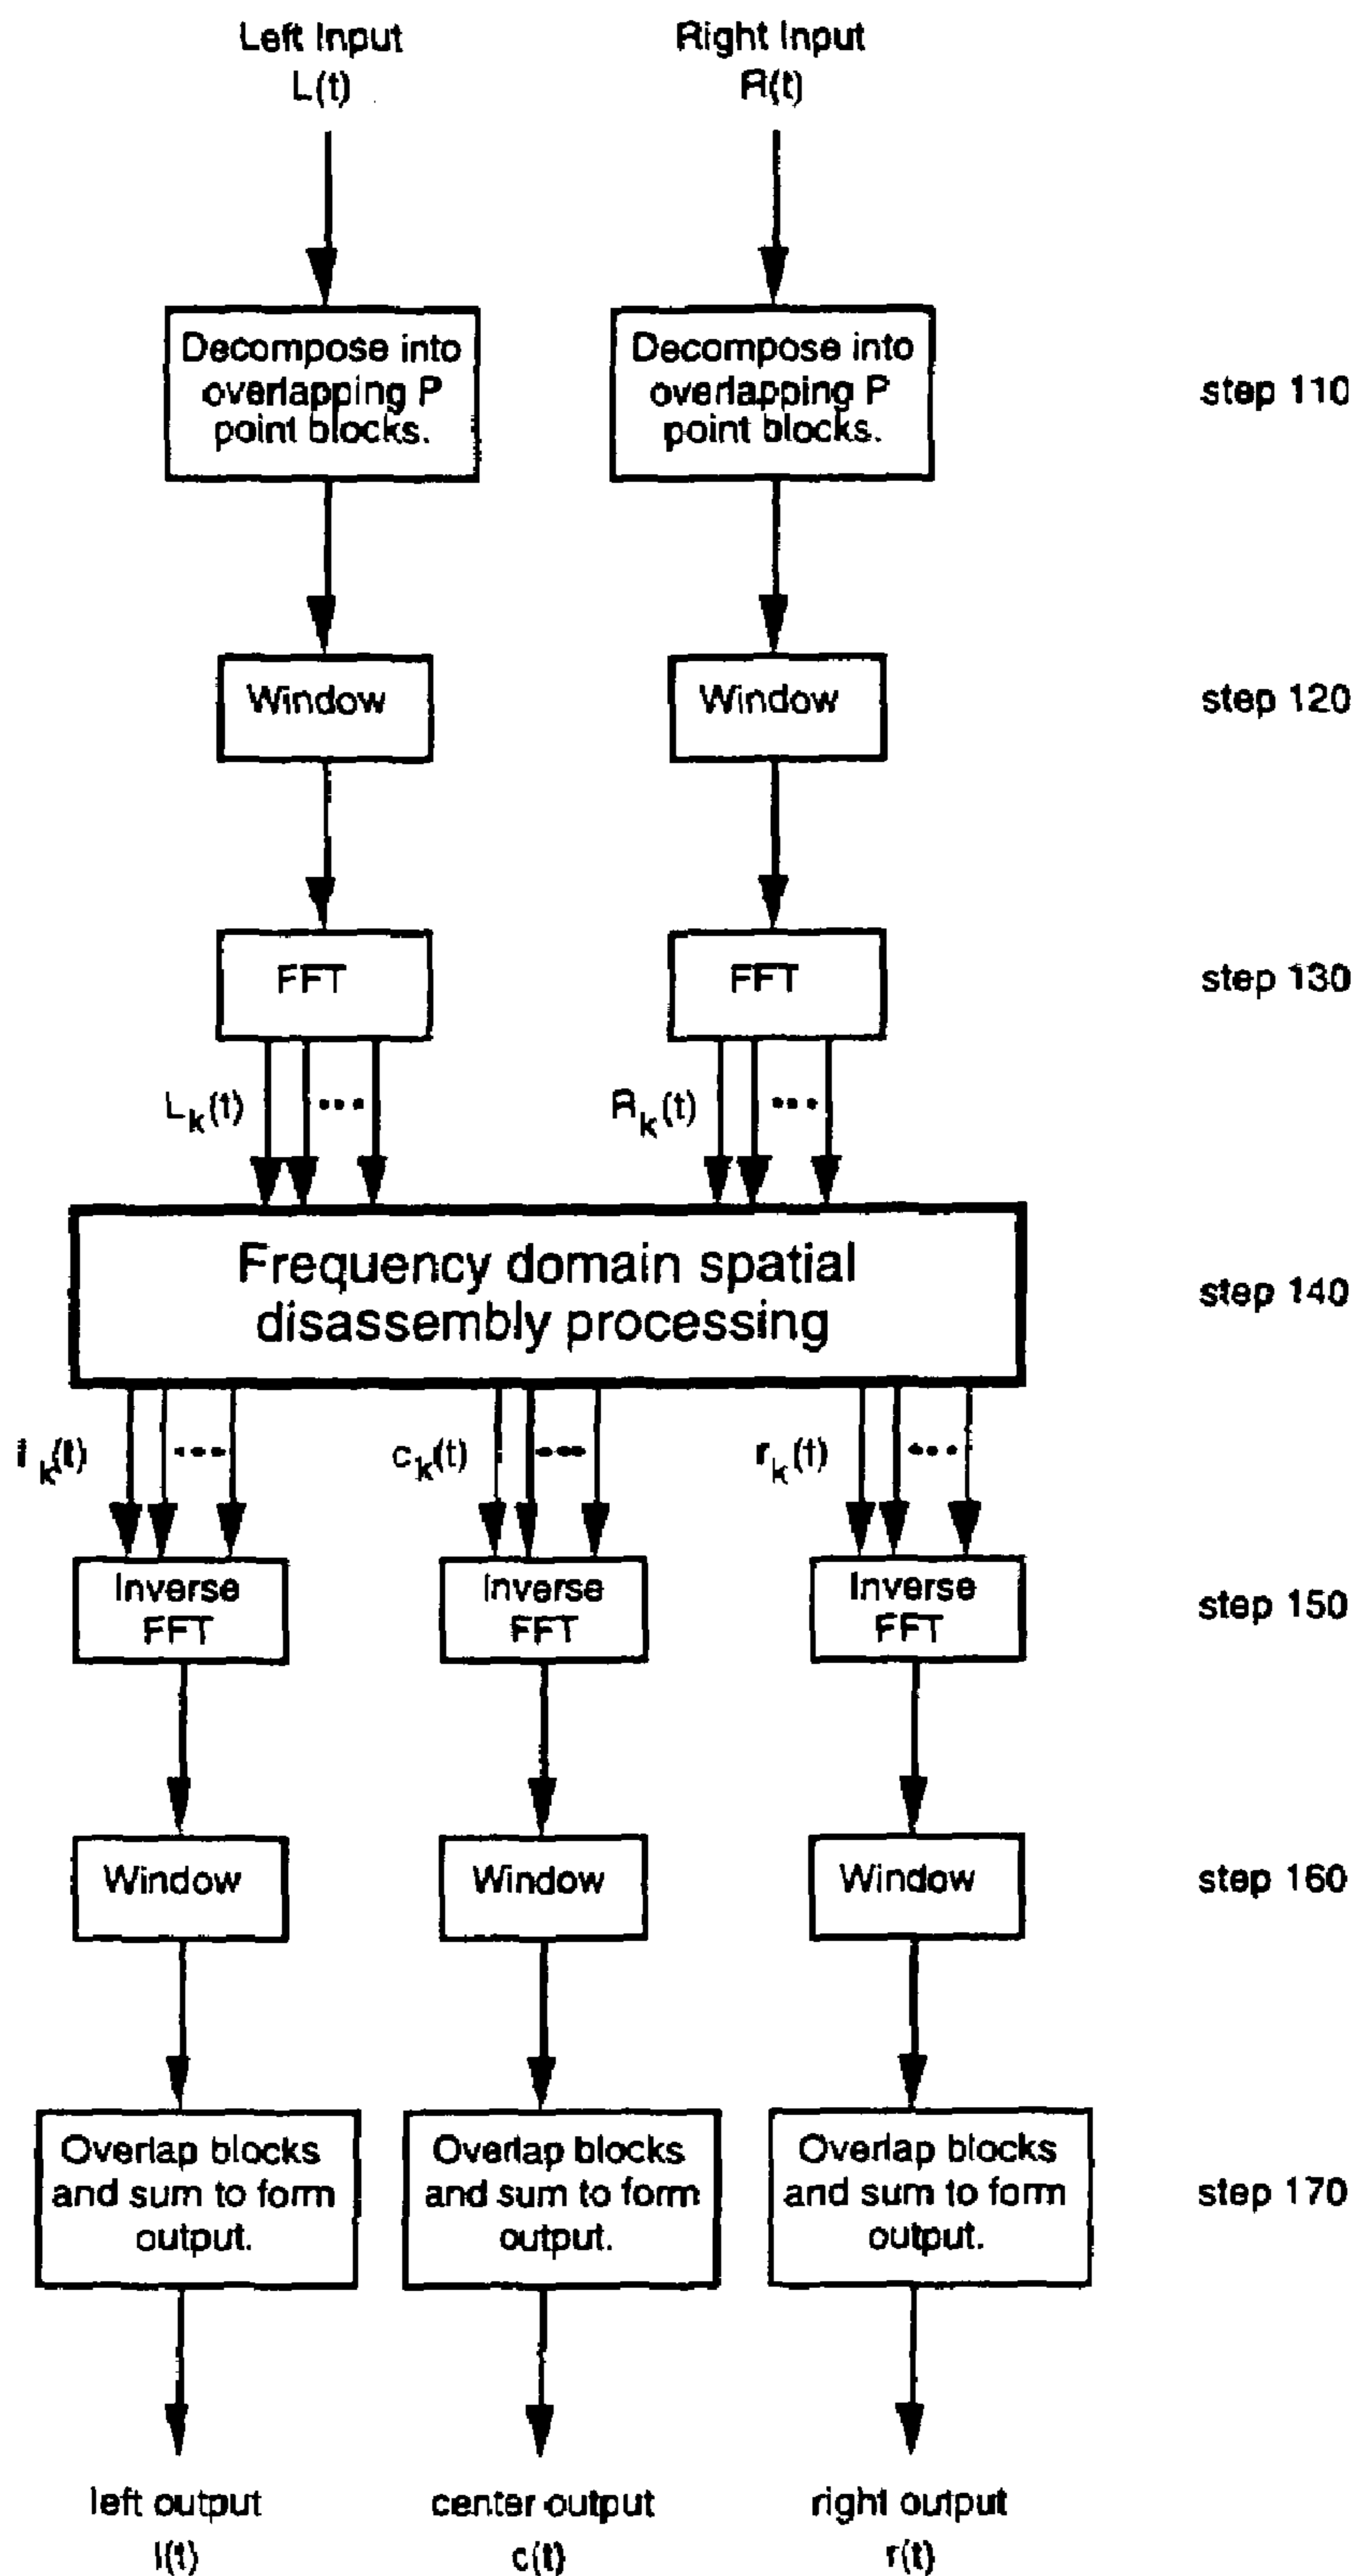 Left Input Right Input
L(t) R(t)
Decompose into overlapping P point blocks.
Decompose into overlapping P point blocks.
step 110
Window Window step 120
FFT FFT step 130
L_k(t) ... R_k(t) ...
Frequency domain spatial
disassembly processing
step 140
l_k(t) ... c_k(t) ... r_k(t) ...
Inverse FFT
Inverse FFT
Inverse FFT
step 150
Window Window Window step 160
Overlap blocks and sum to form output.
Overlap blocks and sum to form output.
Overlap blocks and sum to form output.
step 170
left output center output right output
l(t) c(t) r(t)